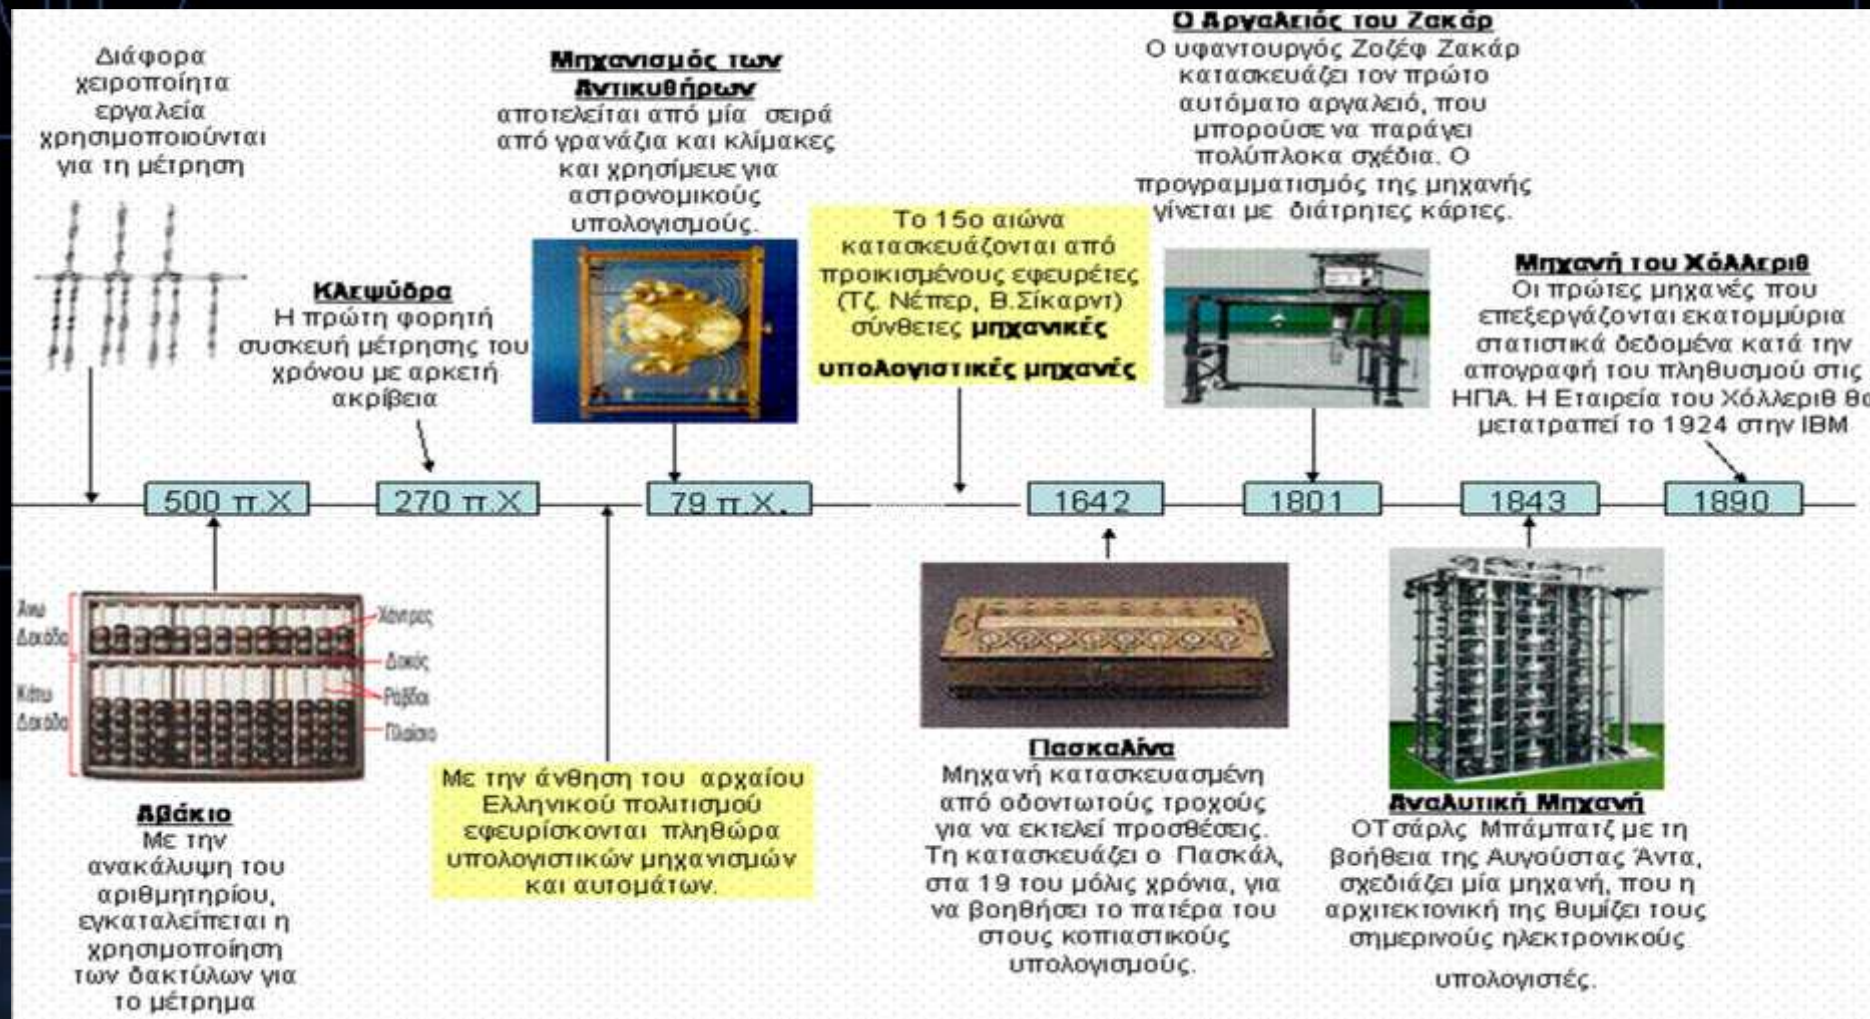 Διάφορα
χειροποίητα
εργαλεία
χρησιμοποιούνται
για τη μέτρηση
Κλεψύδρα
Η πρώτη φορητή
συσκευή μέτρησης του
χρόνου με αρκετή
ακρίβεια
Μηχανισμός των
Αντικυθήρων
αποτελείται από μία σειρά
από γρανάζια και κλίμακες
και χρησίμευε για
αστρονομικούς
υπολογισμούς.
Το 15ο αιώνα
κατασκευάζονται από
προικισμένους εφευρέτες
(Τζ. Νέπερ, Β.Σίκαρντ)
σύνθετες μηχανικές
υπολογιστικές μηχανές
Ο Αργαλειός του Ζακάρ
Ο υφαντουργός Ζοζέφ Ζακάρ
κατασκευάζει τον πρώτο
αυτόματο αργαλειό, που
μπορούσε να παράγει
πολύπλοκα σχέδια. Ο
προγραμματισμός της μηχανής
γίνεται με διάτρητες κάρτες.
Μηχανή του Χόλλεριθ
Οι πρώτες μηχανές που
επεξεργάζονται εκατομμύρια
στατιστικά δεδομένα κατά την
απογραφή του πληθυσμού στις
ΗΠΑ. Η Εταιρεία του Χόλλεριθ θα
μετατραπεί το 1924 στην IBM
500 π.Χ
270 π.Χ
79 π.Χ.
1642
1801
1843
1890
Άνω
Δεκάδα
Κάτω
Δεκάδα
Χάντρες
Δοκός
Ράβδοι
Πλαίσιο
Αβάκιο
Με την
ανακάλυψη του
αριθμητηρίου,
εγκαταλείπεται η
χρησιμοποίηση
των δακτύλων για
το μέτρημα
Με την άνθηση του αρχαίου
Ελληνικού πολιτισμού
εφευρίσκονται πληθώρα
υπολογιστικών μηχανισμών
και αυτομάτων.
Πασκαλίνα
Μηχανή κατασκευασμένη
από οδοντωτούς τροχούς
για να εκτελεί προσθέσεις.
Τη κατασκευάζει ο Πασκάλ,
στα 19 του μόλις χρόνια, για
να βοηθήσει το πατέρα του
στους κοπιαστικούς
υπολογισμούς.
Αναλυτική Μηχανή
ΟΤσάρλς Μπάμπατζ με τη
βοήθεια της Αυγούστας Άντα,
σχεδιάζει μία μηχανή, που η
αρχιτεκτονική της θυμίζει τους
σημερινούς ηλεκτρονικούς
υπολογιστές.